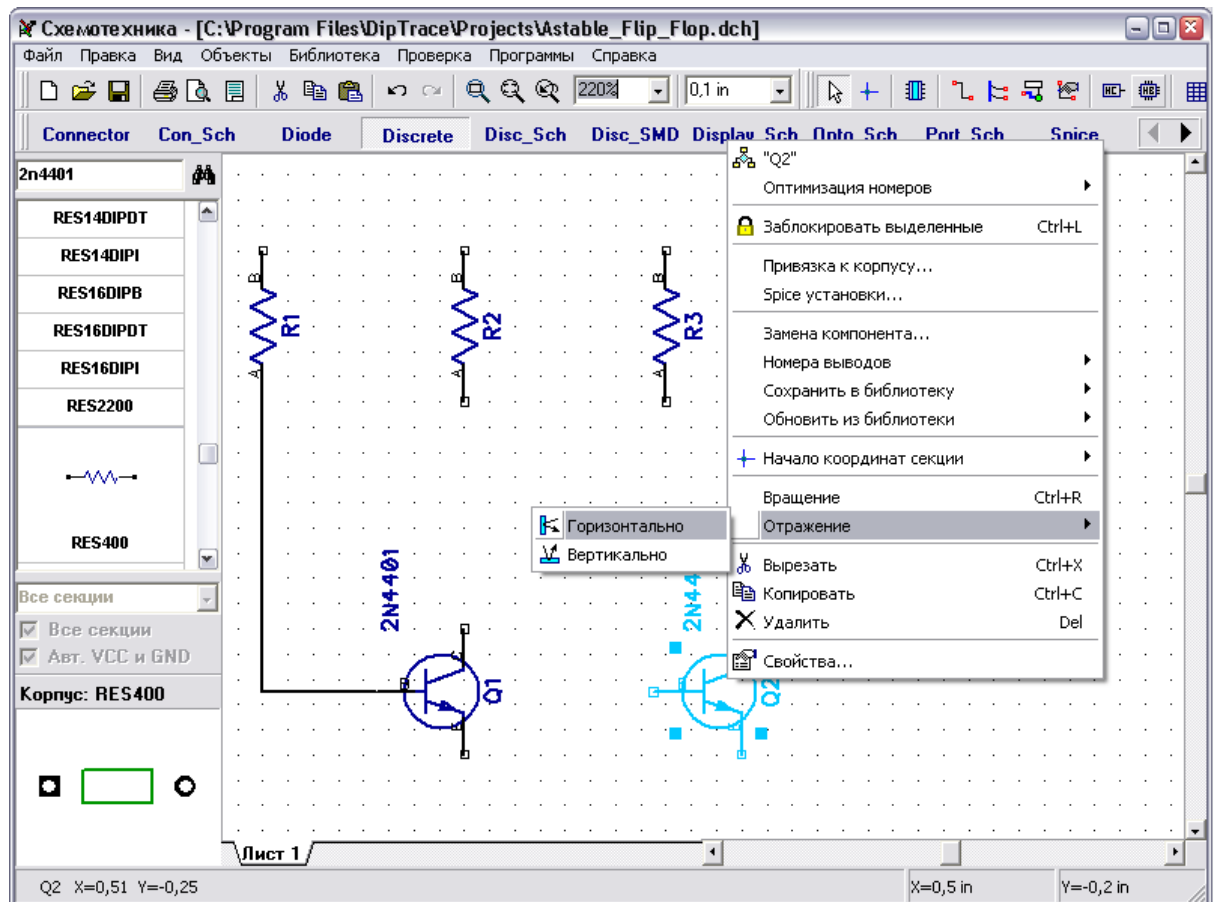 Схемотехника - [C:\Program Files\DipTrace\Projects\Astable_Flip_Flop.dch]
Файл Правка Вид Объекты Библиотека Проверка Программы Справка
220% 0,1 in
Connector Con_Sch Diode Discrete Disc_Sch Disc_SMD Display_Sch Opto_Sch Port_Sch Spice
2n4401
RES14DIPDT
RES14DIPI
RES16DIPB
RES16DIPDT
RES16DIPI
RES2200
RES400
Все секции
Все секции
Авт. VCC и GND
Корпус: RES400
B R1 A
B R2 A
B R3 A
2N4401
B C E Q1
2N4401
B Q2
"Q2"
Оптимизация номеров
Заблокировать выделенные Ctrl+L
Привязка к корпусу...
Spice установки...
Замена компонента...
Номера выводов
Сохранить в библиотеку
Обновить из библиотеки
Начало координат секции
Вращение Ctrl+R
Отражение
Горизонтально
Вертикально
Вырезать Ctrl+X
Копировать Ctrl+C
Удалить Del
Свойства...
Лист 1
Q2 X=0,51 Y=-0,25
X=0,5 in
Y=-0,2 in